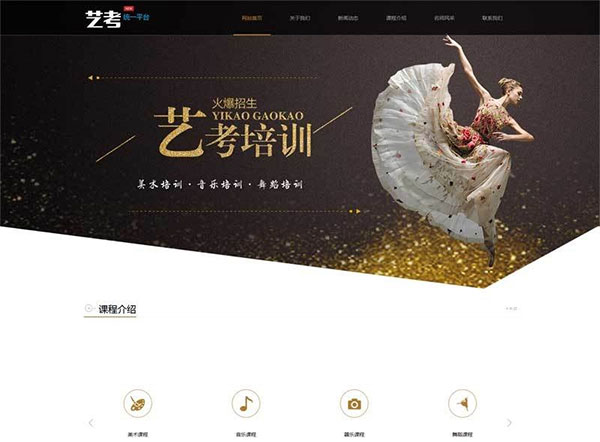 艺考
统一平台
网站首页 关于我们 新闻动态 课程介绍 名师风采 联系我们
火爆招生
YIKAO GAOKAO
艺考培训
美术培训·音乐培训·舞蹈培训
课程介绍
美术课程 音乐课程 器乐课程 舞蹈课程